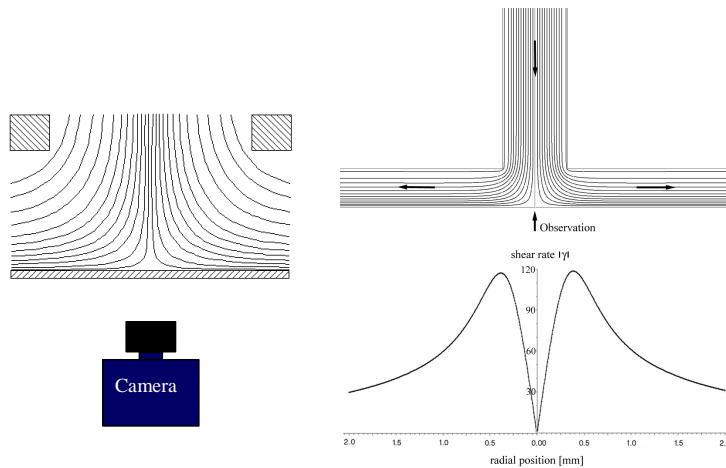 Camera
Observation
shear rate |γ̇|
120
90
60
30
2.0 1.5 1.0 0.5 0.00 0.5 1.0 1.5 2.
radial position [mm]